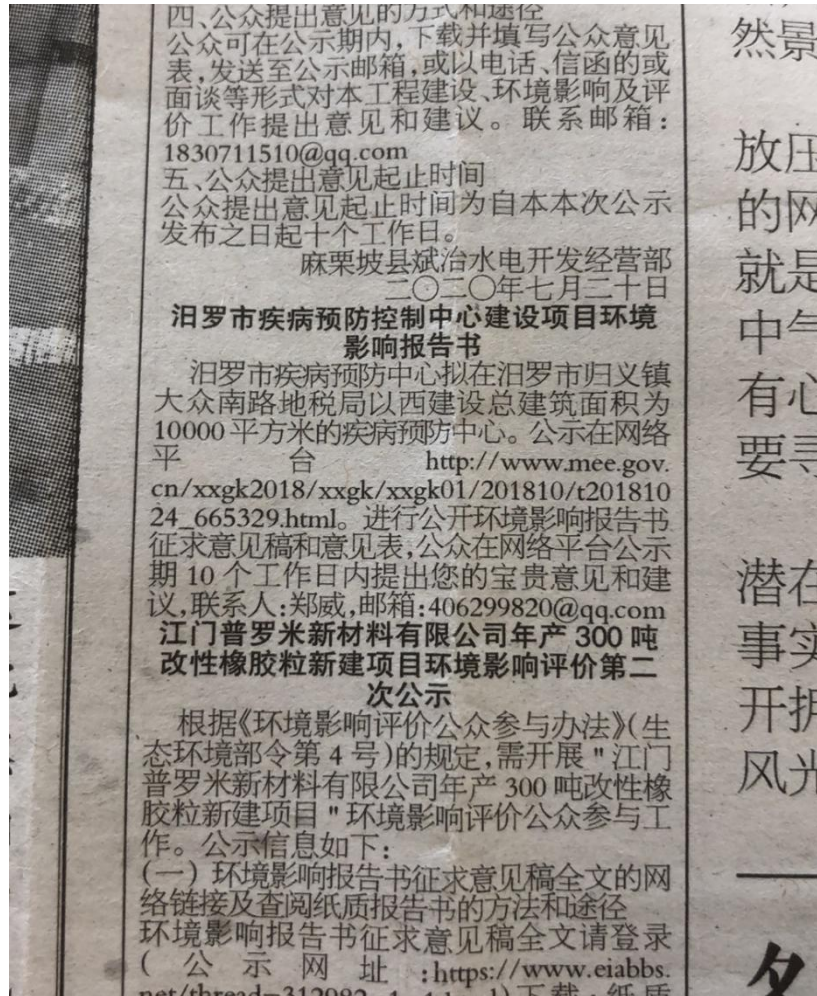 四、公众提出意见的方式和途径
公众可在公示期内,下载并填写公众意见
表,发送至公示邮箱,或以电话、信函的或
面谈等形式对本工程建设、环境影响及评
价工作提出意见和建议。联系邮箱:
1830711510@qq.com
五、公众提出意见起止时间
公众提出意见起止时间为自本本次公示
发布之日起十个工作日。
麻栗坡县斌治水电开发经营部
二〇二〇年七月二十日
汨罗市疾病预防控制中心建设项目环境
影响报告书
汨罗市疾病预防中心拟在汨罗市归义镇
大众南路地税局以西建设总建筑面积为
10000平方米的疾病预防中心。公示在网络
平台 http://www.mee.gov.
cn/xxgk2018/xxgk/xxgk01/201810/t201810
24_665329.html。进行公开环境影响报告书
征求意见稿和意见表,公众在网络平台公示
期10个工作日内提出您的宝贵意见和建
议,联系人:郑威,邮箱:406299820@qq.com
江门普罗米新材料有限公司年产300吨
改性橡胶粒新建项目环境影响评价第二
次公示
根据《环境影响评价公众参与办法》(生
态环境部令第4号)的规定,需开展"江门
普罗米新材料有限公司年产300吨改性橡
胶粒新建项目"环境影响评价公众参与工
作。公示信息如下:
(一)环境影响报告书征求意见稿全文的网
络链接及查阅纸质报告书的方法和途径
环境影响报告书征求意见稿全文请登录
(公示网址:https://www.eiabbs.
然景
放压
的网
就是
中气
有心
要寻
潜在
事实
开拥
风光